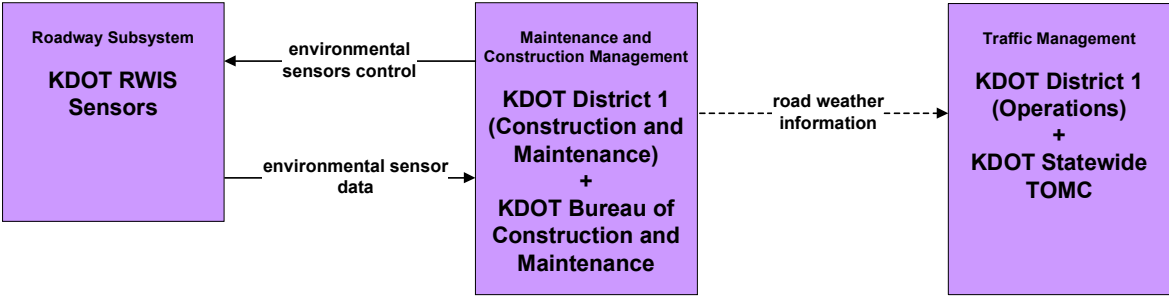 Roadway Subsystem
KDOT RWIS
Sensors
environmental
sensors control
environmental sensor
data
Maintenance and
Construction Management
KDOT District 1
(Construction and
Maintenance)
+
KDOT Bureau of
Construction and
Maintenance
road weather
information
Traffic Management
KDOT District 1
(Operations)
+
KDOT Statewide
TOMC